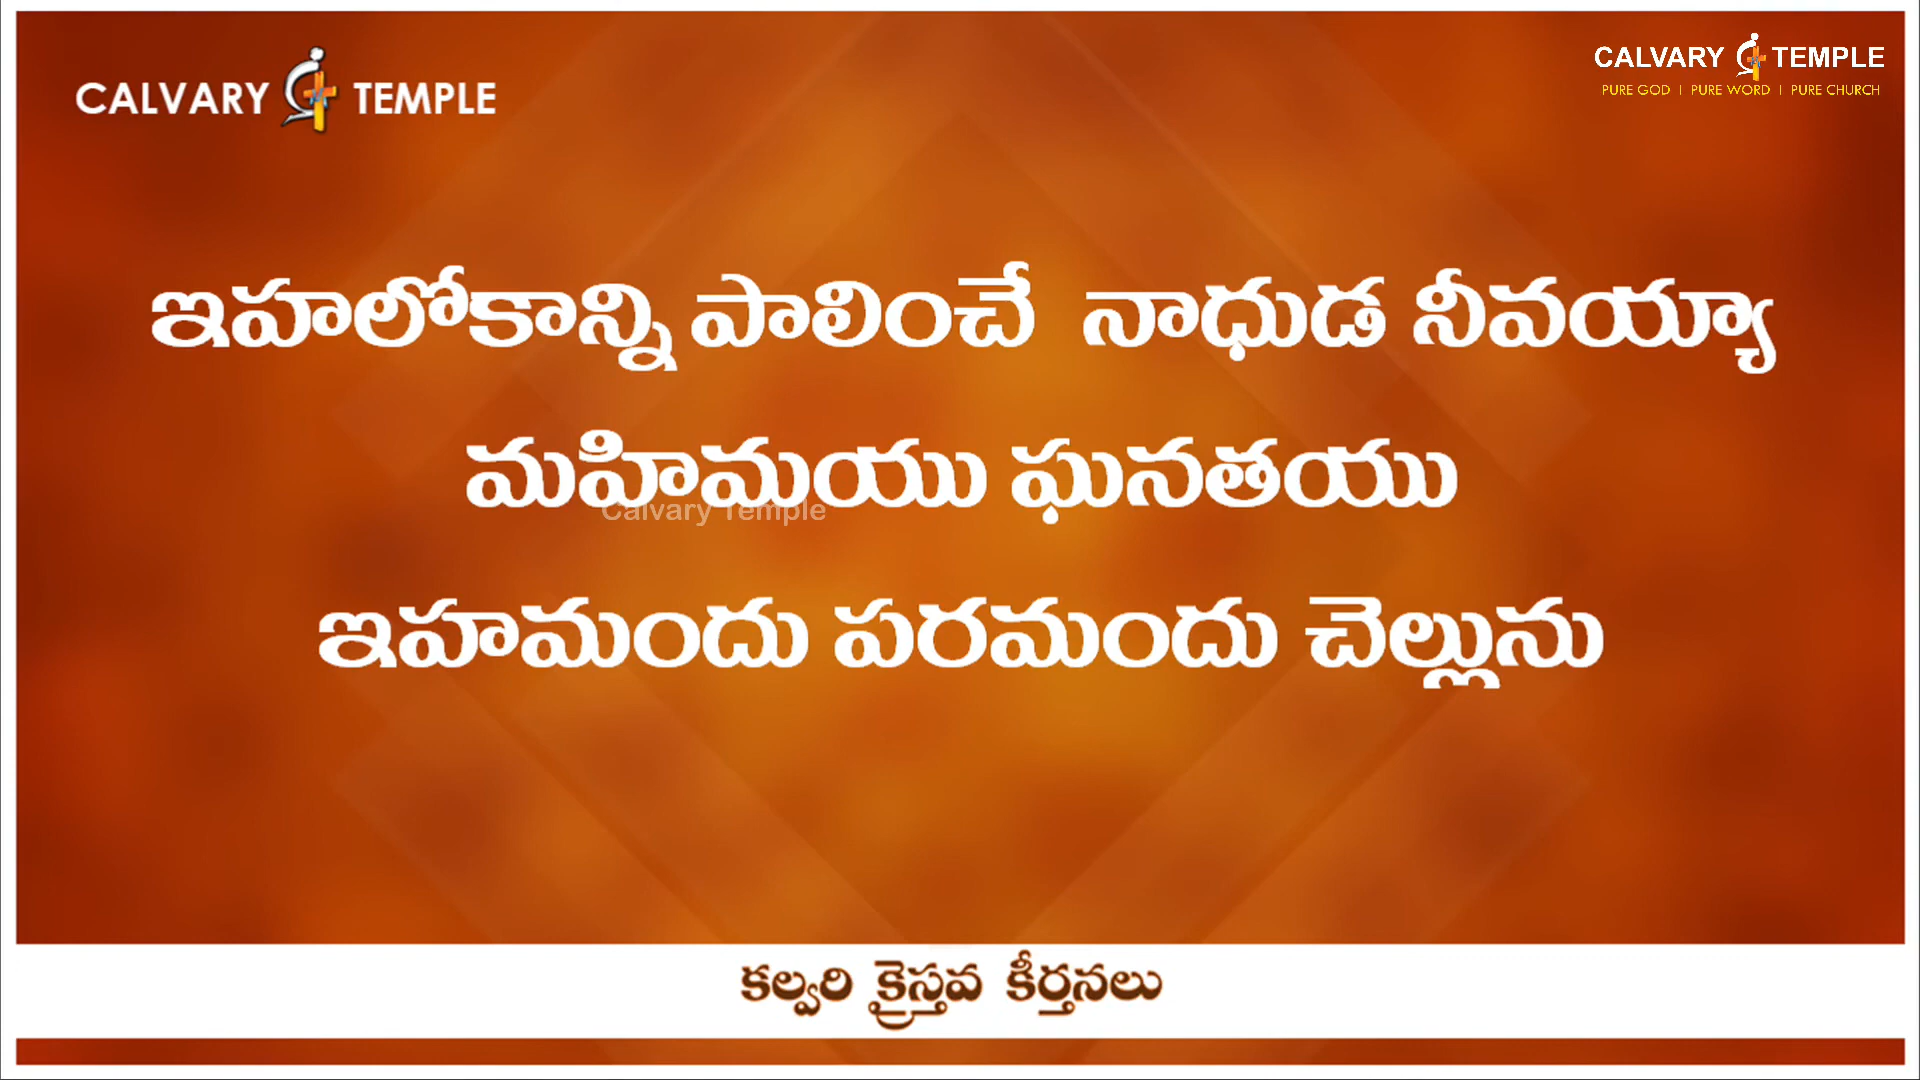 CALVARY TEMPLE
CALVARY TEMPLE
PURE GOD | PURE WORD | PURE CHURCH
ఇహలోకాన్ని పాలించే నాధుడ నీవయ్యా
మహిమయు ఘనతయు
Calvary Temple
ఇహమందు పరమందు చెల్లును
కల్వరి క్రైస్తవ కీర్తనలు